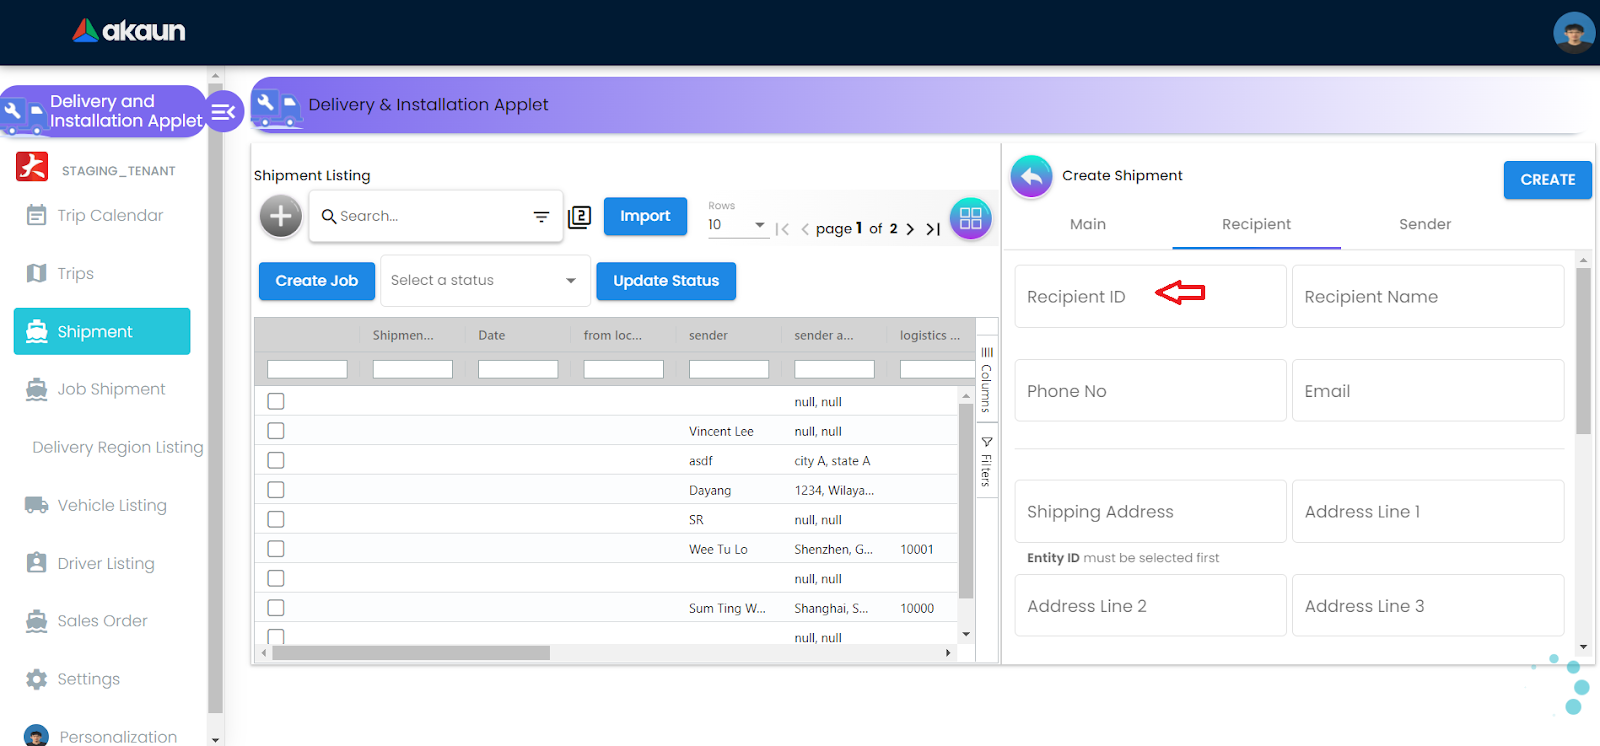 akaun
Delivery and
Installation Applet
STAGING_TENANT
Trip Calendar
Trips
Shipment
Job Shipment
Delivery Region Listing
Vehicle Listing
Driver Listing
Sales Order
Settings
Personalization
Delivery & Installation Applet
Shipment Listing
Search...
2
Import
Rows
10
page 1 of 2
Create Job
Select a status
Update Status
Shipmen... Date from loc... sender sender a... logistics ...
null, null
Vincent Lee null, null
asdf city A, state A
Dayang 1234, Wilaya...
SR null, null
Wee Tu Lo Shenzhen, G... 10001
null, null
Sum Ting W... Shanghai, S... 10000
null, null
Columns
Filters
Create Shipment
CREATE
Main Recipient Sender
Recipient ID Recipient Name
Phone No Email
Shipping Address Address Line 1
Entity ID must be selected first
Address Line 2 Address Line 3